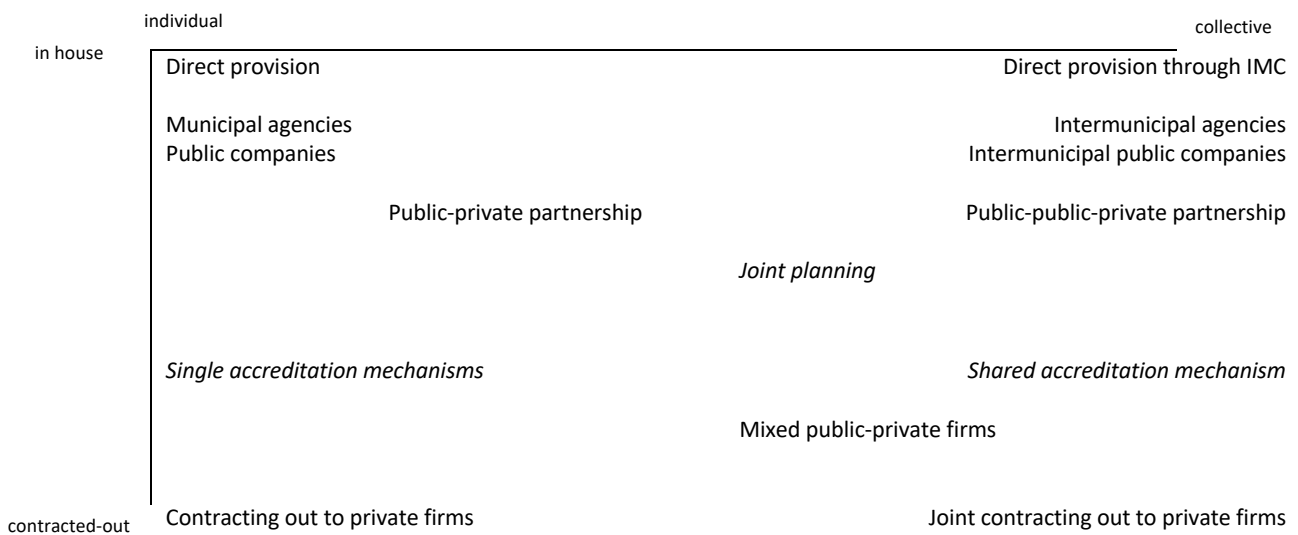 individual
collective
in house
Direct provision
Direct provision through IMC
Municipal agencies
Intermunicipal agencies
Public companies
Intermunicipal public companies
Public-private partnership
Public-public-private partnership
Joint planning
Single accreditation mechanisms
Shared accreditation mechanism
Mixed public-private firms
contracted-out
Contracting out to private firms
Joint contracting out to private firms